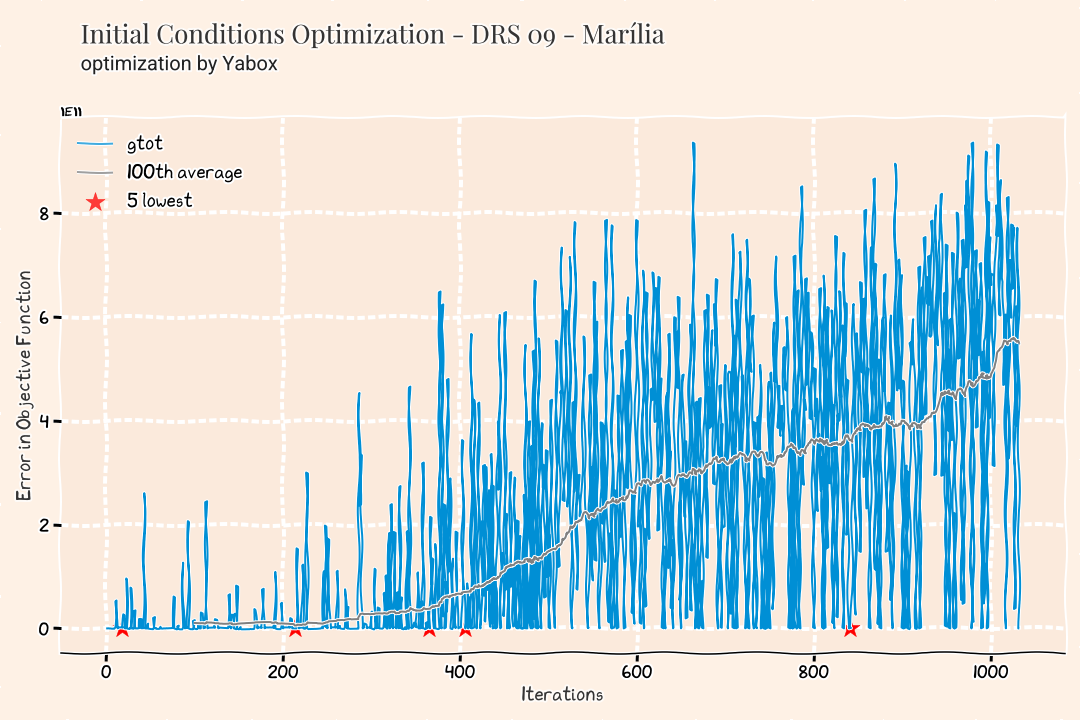 Initial Conditions Optimization - DRS 09 - Marília
optimization by Yabox
1E11
gtot
100th average
5 lowest
8
6
4
2
0
Error in Objective Function
0 200 400 600 800 1000
Iterations